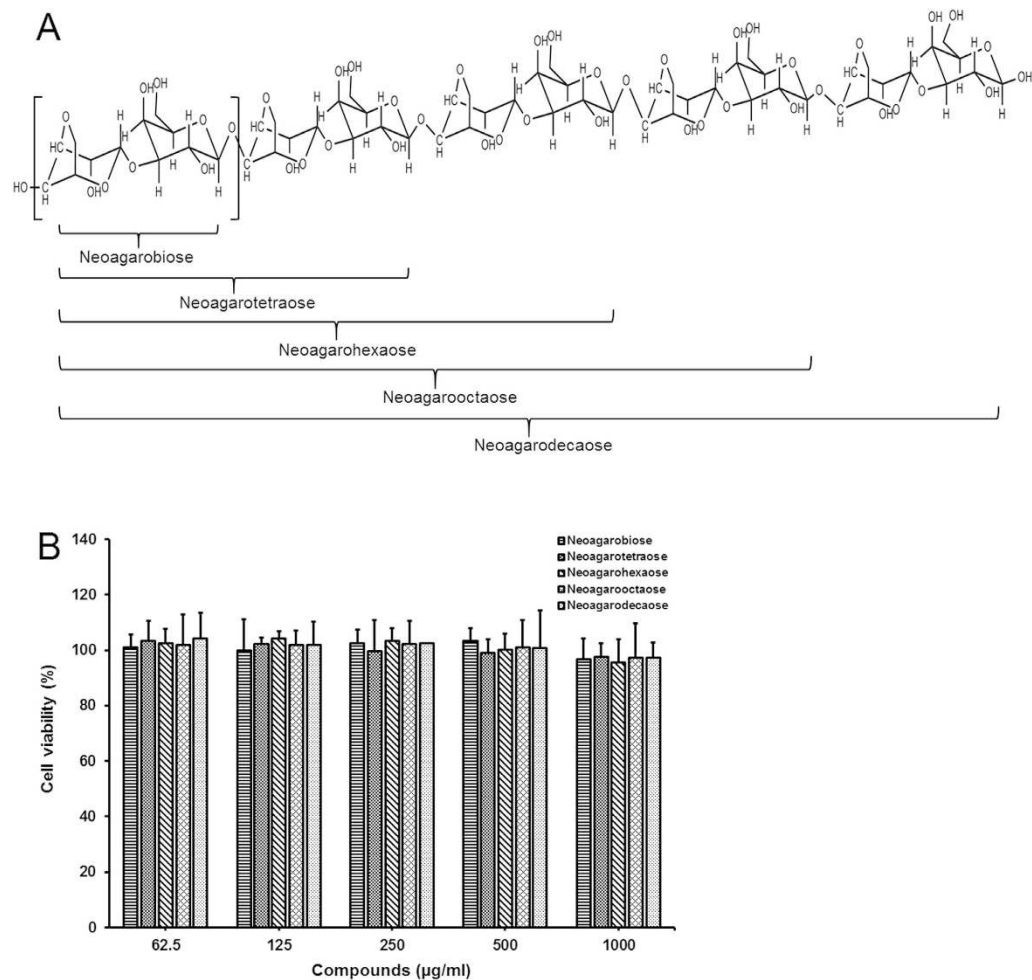 A
Neoagarobiose
Neoagarotetraose
Neoagarohexaose
Neoagarooctaose
Neoagarodecaose
B
Cell viability (%)
140
120
100
80
60
40
20
0
Neoagarobiose
Neoagarotetraose
Neoagarohexaose
Neoagarooctaose
Neoagarodecaose
62.5 125 250 500 1000
Compounds (µg/ml)